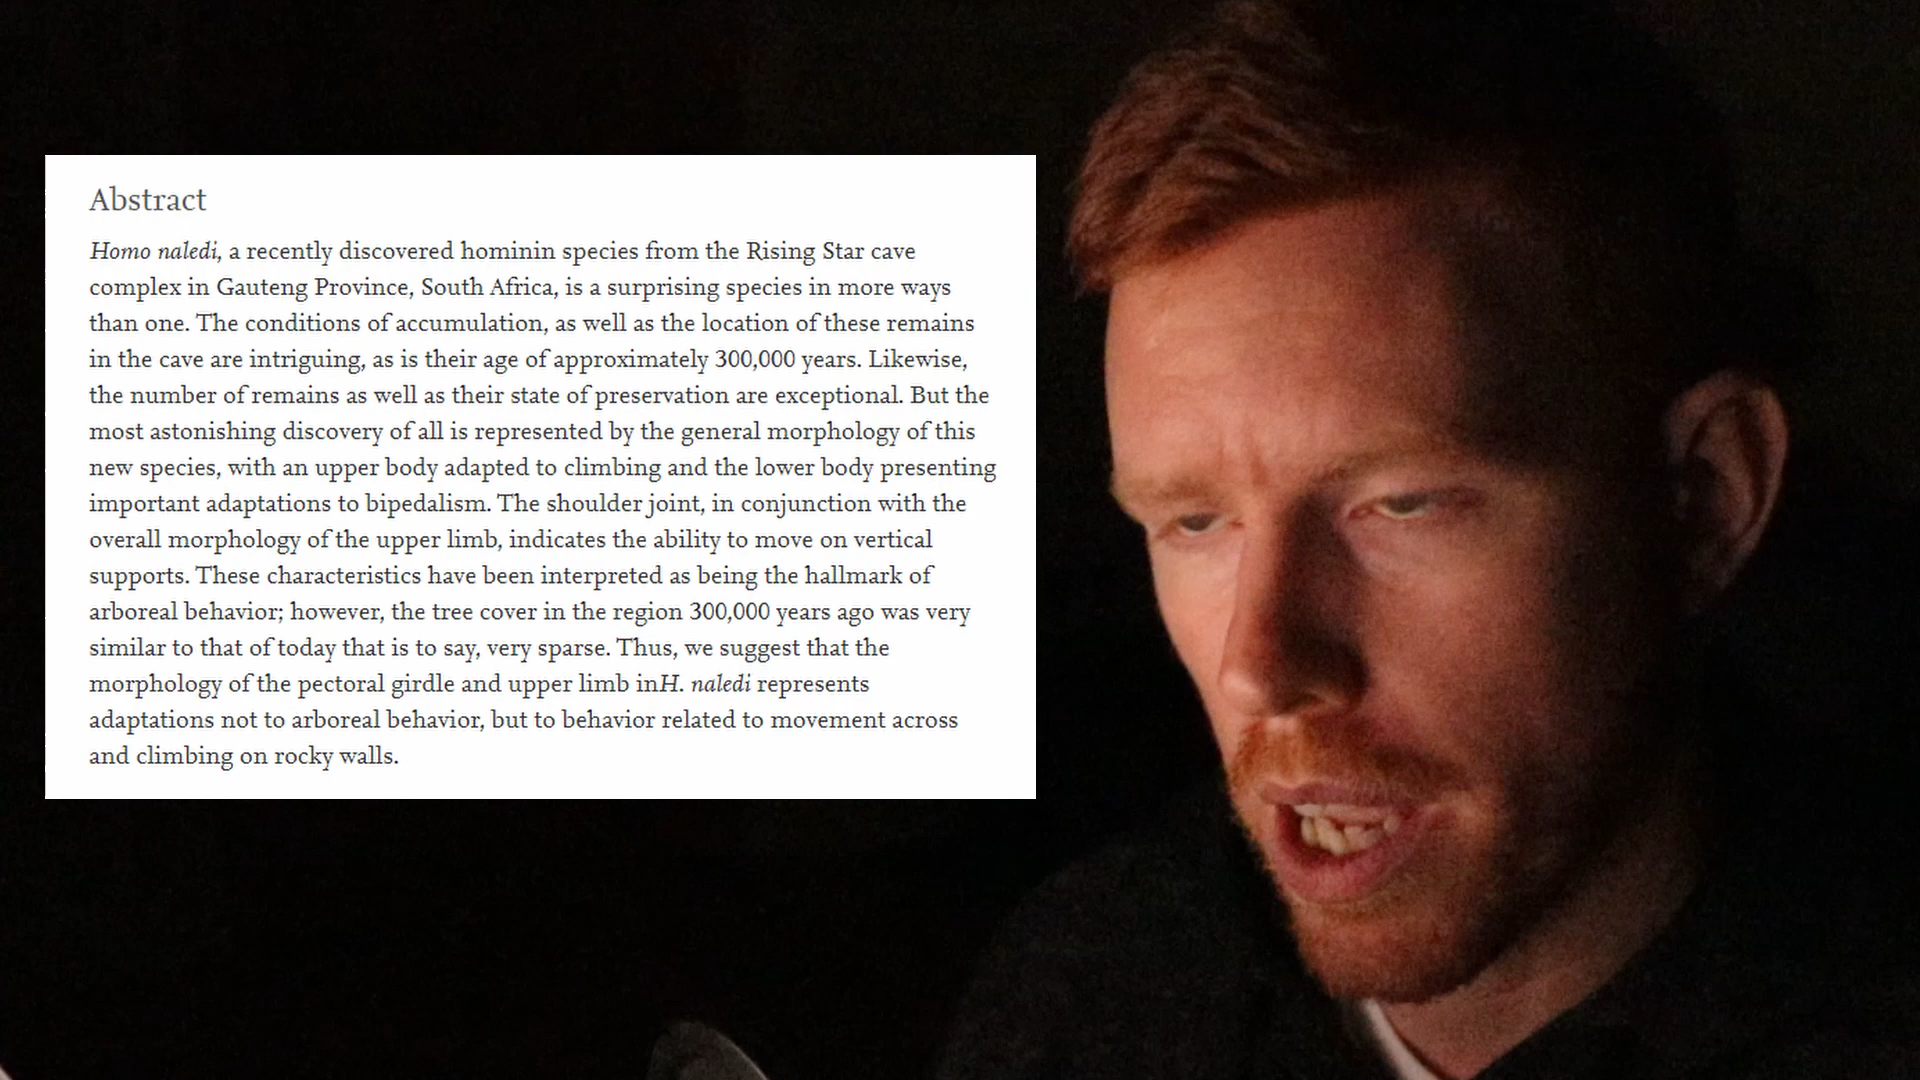 Abstract
Homo naledi, a recently discovered hominin species from the Rising Star cave
complex in Gauteng Province, South Africa, is a surprising species in more ways
than one. The conditions of accumulation, as well as the location of these remains
in the cave are intriguing, as is their age of approximately 300,000 years. Likewise,
the number of remains as well as their state of preservation are exceptional. But the
most astonishing discovery of all is represented by the general morphology of this
new species, with an upper body adapted to climbing and the lower body presenting
important adaptations to bipedalism. The shoulder joint, in conjunction with the
overall morphology of the upper limb, indicates the ability to move on vertical
supports. These characteristics have been interpreted as being the hallmark of
arboreal behavior; however, the tree cover in the region 300,000 years ago was very
similar to that of today that is to say, very sparse. Thus, we suggest that the
morphology of the pectoral girdle and upper limb inH. naledi represents
adaptations not to arboreal behavior, but to behavior related to movement across
and climbing on rocky walls.